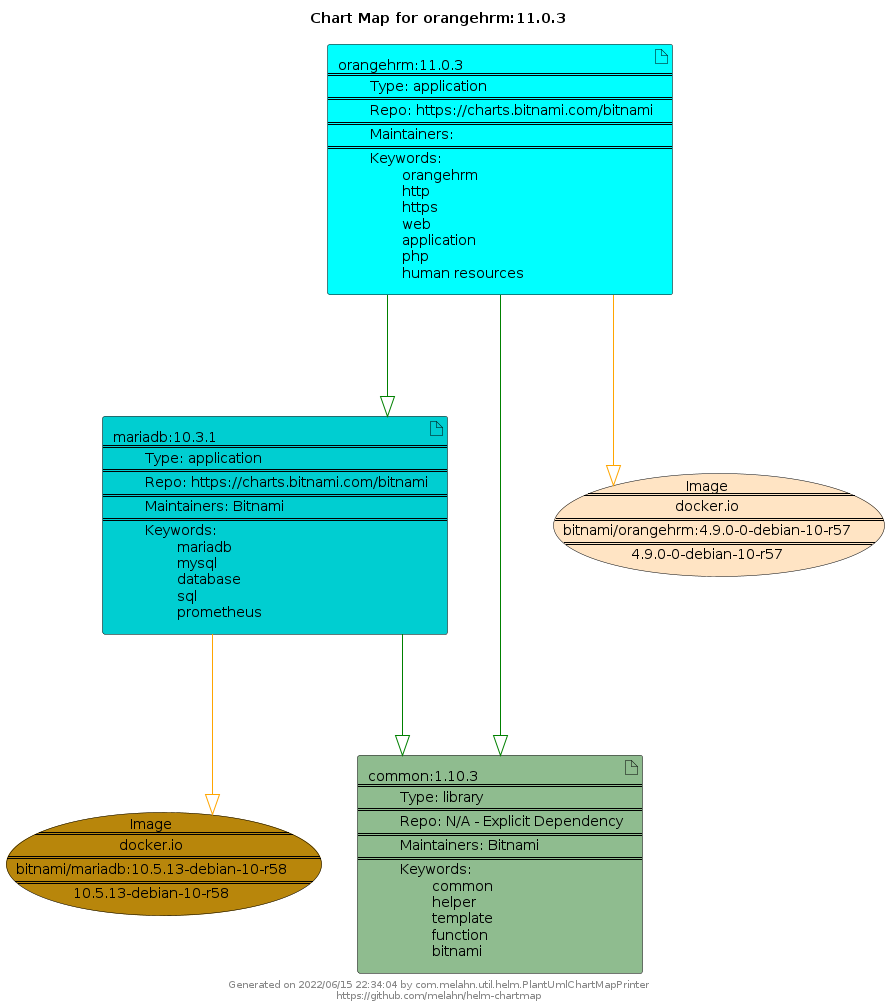 Chart Map for orangehrm:11.0.3
orangehrm:11.0.3
Type: application
Repo: https://charts.bitnami.com/bitnami
Maintainers:
Keywords:
orangehrm
http
https
web
application
php
human resources
mariadb:10.3.1
Type: application
Repo: https://charts.bitnami.com/bitnami
Maintainers: Bitnami
Keywords:
mariadb
mysql
database
sql
prometheus
Image
docker.io
bitnami/orangehrm:4.9.0-0-debian-10-r57
4.9.0-0-debian-10-r57
Image
docker.io
bitnami/mariadb:10.5.13-debian-10-r58
10.5.13-debian-10-r58
common:1.10.3
Type: library
Repo: N/A - Explicit Dependency
Maintainers: Bitnami
Keywords:
common
helper
template
function
bitnami
Generated on 2022/06/15 22:34:04 by com.melahn.util.helm.PlantUmlChartMapPrinter
https://github.com/melahn/helm-chartmap